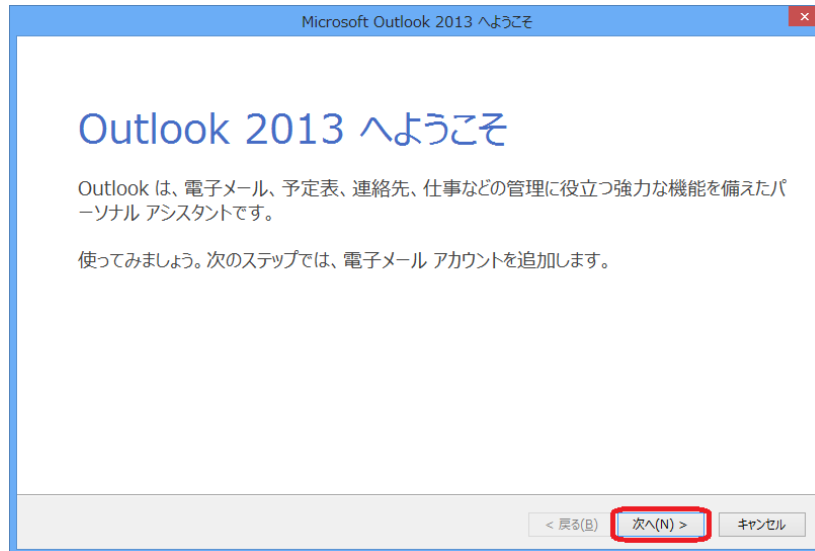 Microsoft Outlook 2013 へようこそ
Outlook 2013 へようこそ
Outlook は、電子メール、予定表、連絡先、仕事などの管理に役立つ強力な機能を備えたパ
ーソナル アシスタントです。
使ってみましょう。次のステップでは、電子メール アカウントを追加します。
< 戻る(B) 次へ(N) > キャンセル